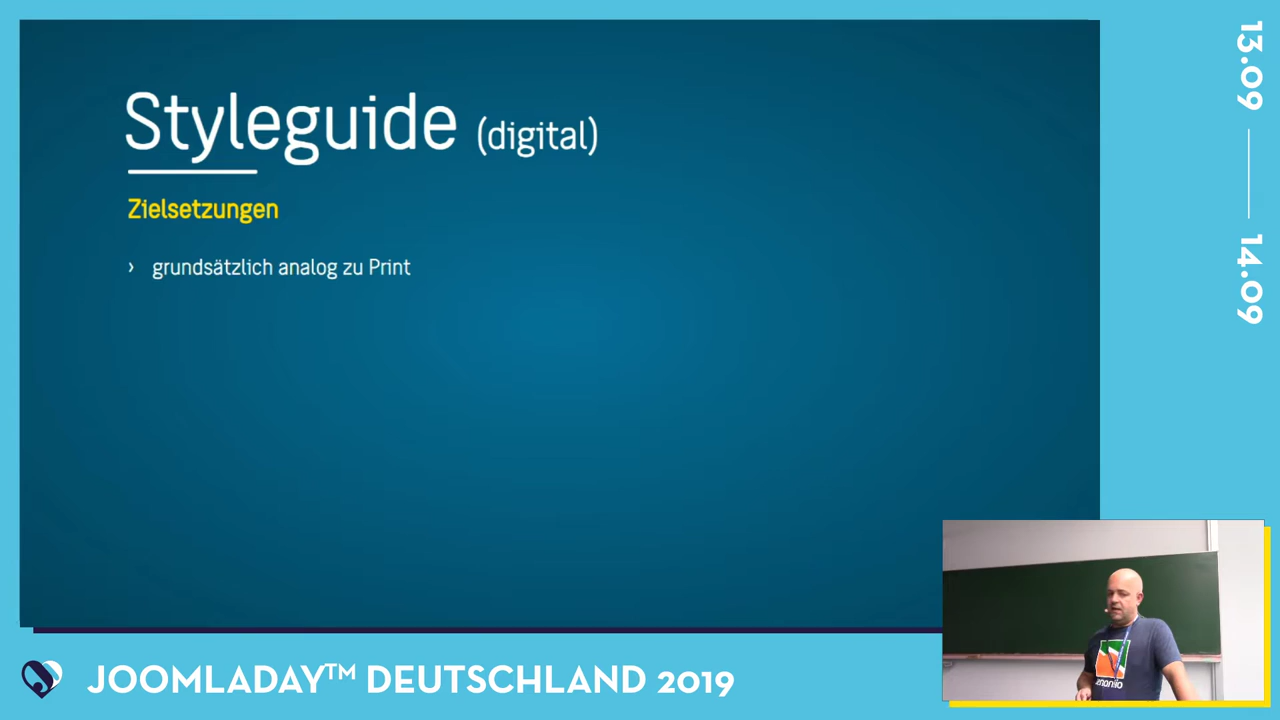 Styleguide (digital)
Zielsetzungen
› grundsätzlich analog zu Print
13.09
14.09
JOOMLADAY™ DEUTSCHLAND 2019